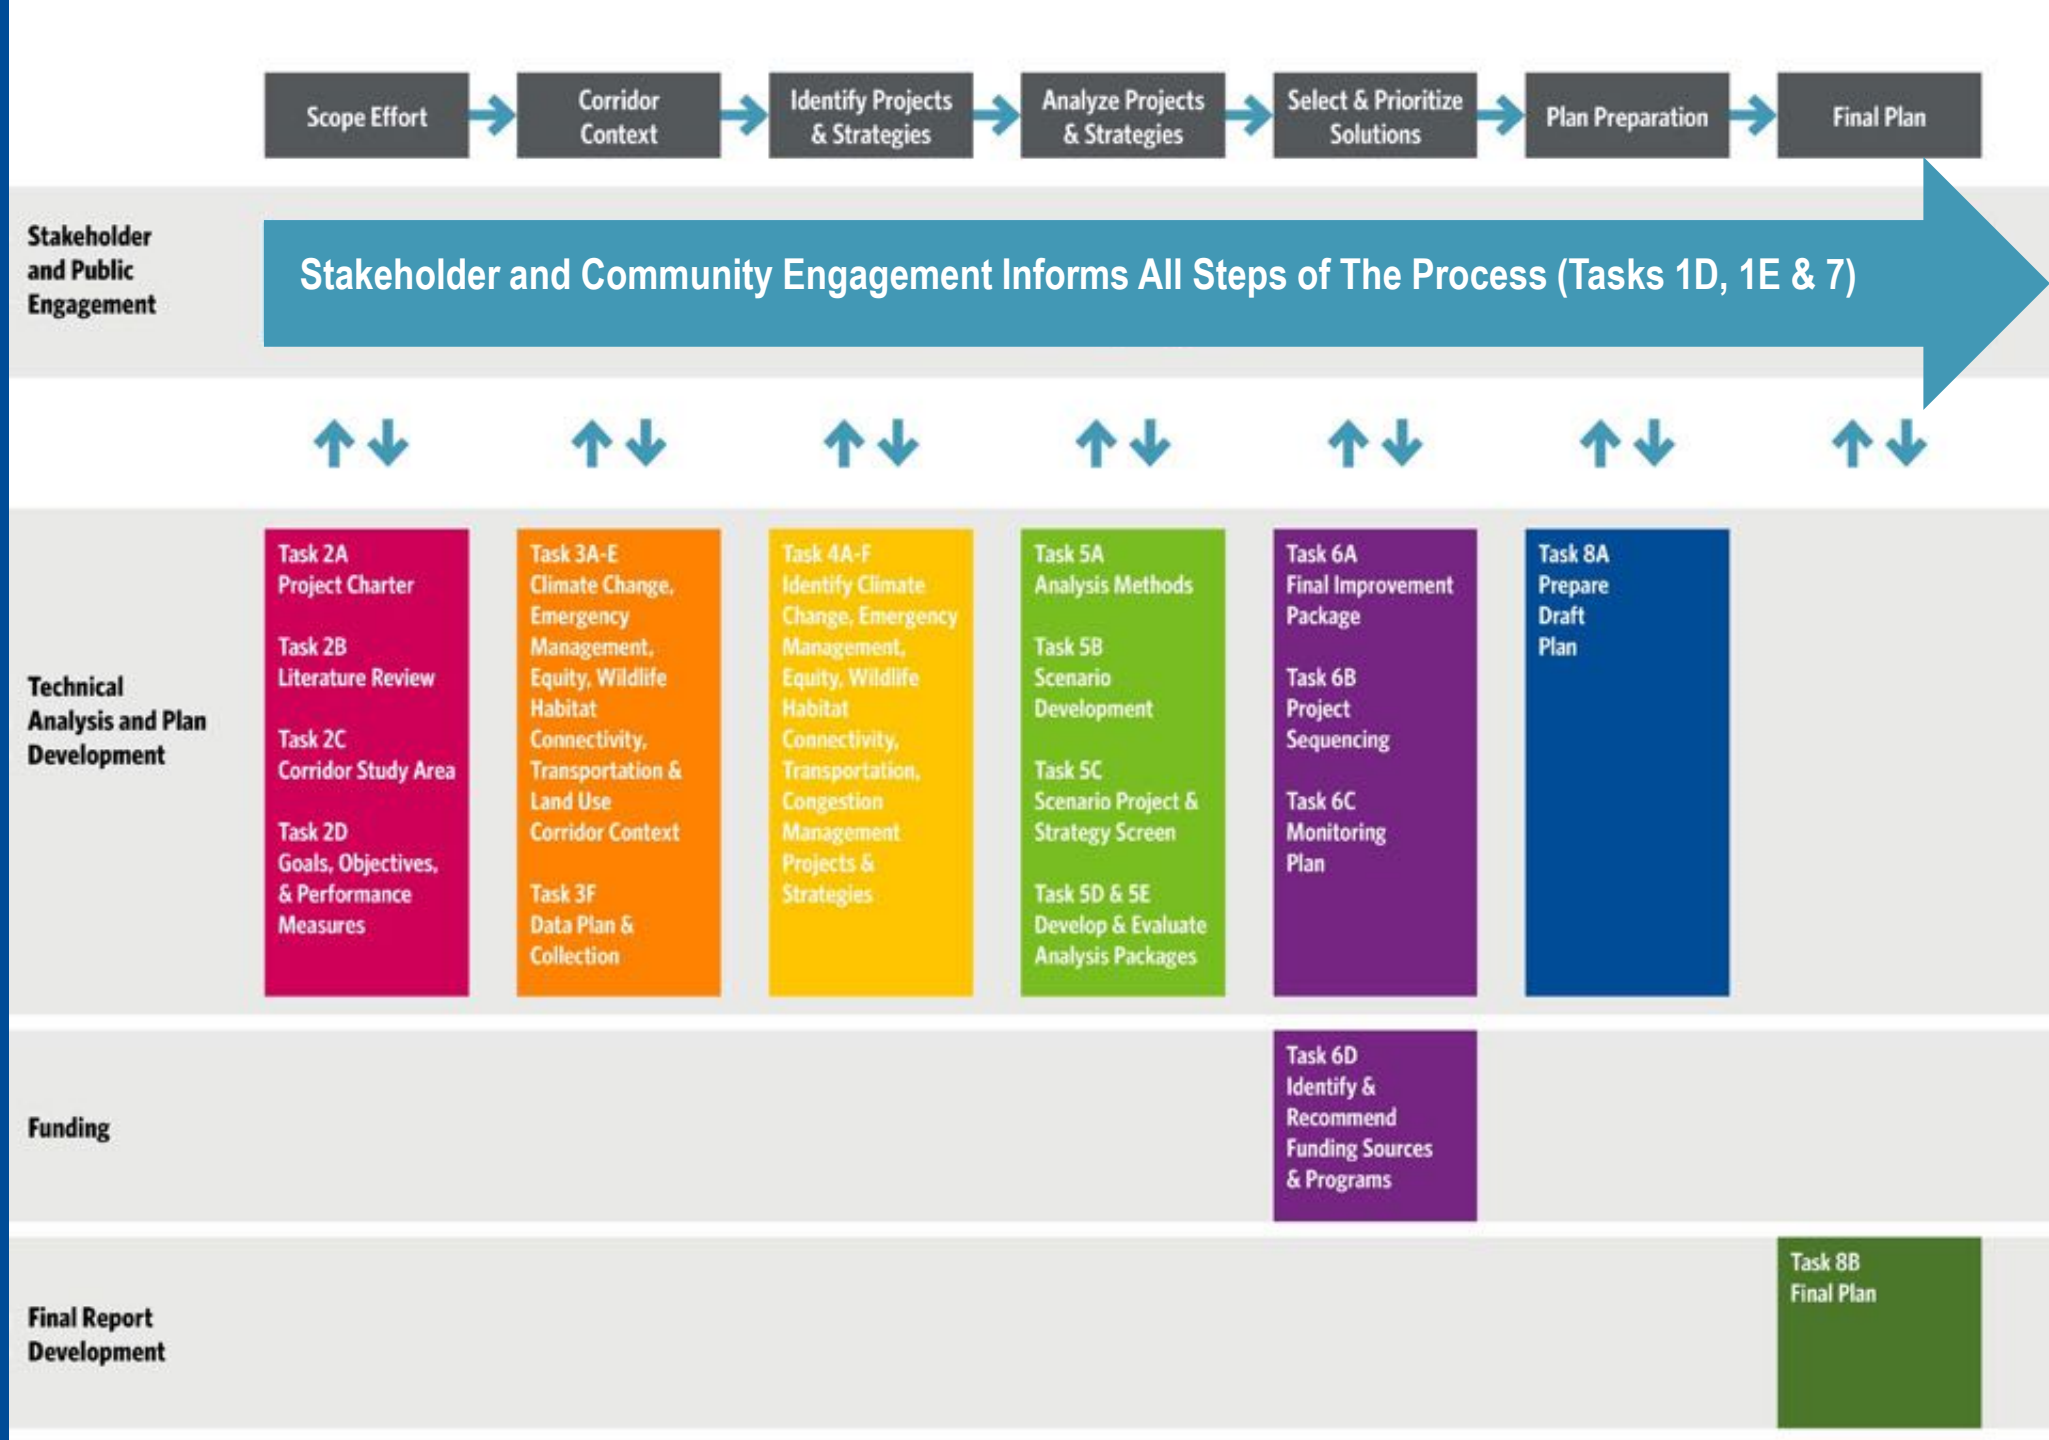 Scope Effort
Corridor
Context
Identify Projects
& Strategies
Analyze Projects
& Strategies
Select & Prioritize
Solutions
Plan Preparation
Final Plan
Stakeholder
and Public
Engagement
Stakeholder and Community Engagement Informs All Steps of The Process (Tasks 1D, 1E & 7)
Technical
Analysis and Plan
Development
Task 2A
Project Charter
Task 2B
Literature Review
Task 2C
Corridor Study Area
Task 2D
Goals, Objectives,
& Performance
Measures
Task 3A-E
Climate Change,
Emergency
Management,
Equity, Wildlife
Habitat
Connectivity,
Transportation &
Land Use
Corridor Context
Task 3F
Data Plan &
Collection
Task 4A-F
Identify Climate
Change, Emergency
Management,
Equity, Wildlife
Habitat
Connectivity,
Transportation,
Congestion
Management
Projects &
Strategies
Task 5A
Analysis Methods
Task 5B
Scenario
Development
Task 5C
Scenario Project &
Strategy Screen
Task 5D & 5E
Develop & Evaluate
Analysis Packages
Task 6A
Final Improvement
Package
Task 6B
Project
Sequencing
Task 6C
Monitoring
Plan
Task 8A
Prepare
Draft
Plan
Funding
Task 6D
Identify &
Recommend
Funding Sources
& Programs
Final Report
Development
Task 8B
Final Plan